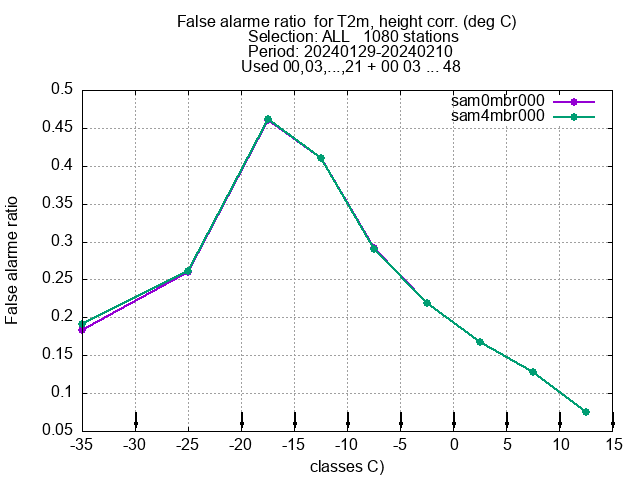 False alarme ratio  for T2m, height corr. (deg C)
Selection: ALL   1080 stations
Period: 20240129-20240210
Used 00,03,...,21 + 00 03 ... 48
sam0mbr000
sam4mbr000
0.5
0.45
0.4
0.35
0.3
0.25
0.2
0.15
0.1
0.05
False alarme ratio
-35 -30 -25 -20 -15 -10 -5 0 5 10 15
classes C)